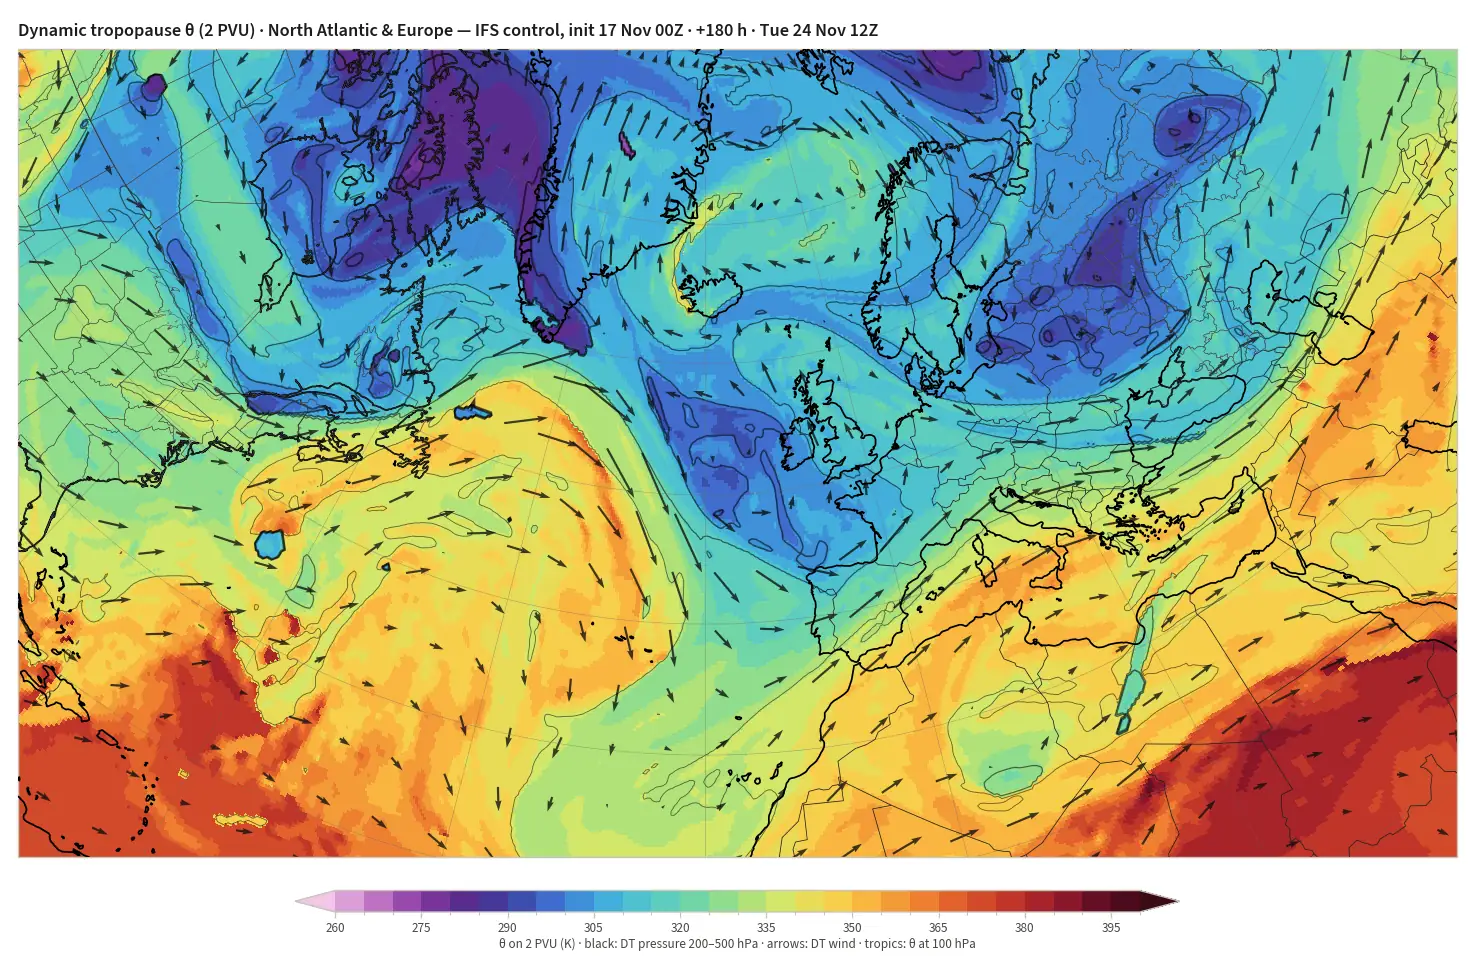 Dynamic tropopause θ (2 PVU) · North Atlantic & Europe — IFS control, init 17 Nov 00Z · +180 h · Tue 24 Nov 12Z
260 275 290 305 320 335 350 365 380 395
θ on 2 PVU (K) · black: DT pressure 200–500 hPa · arrows: DT wind · tropics: θ at 100 hPa